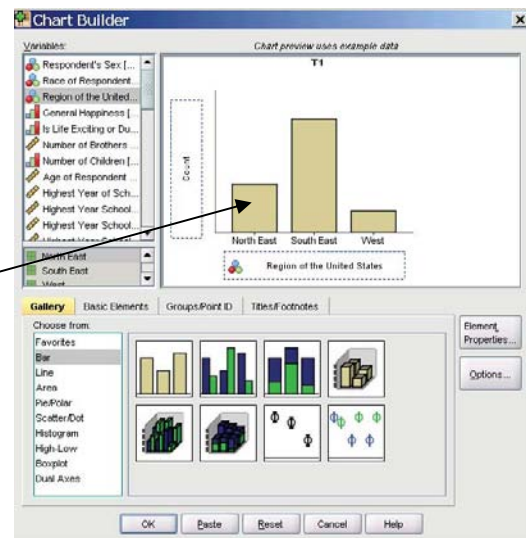 Chart Builder
Variables:
Respondent's Sex [...
Race of Respondent...
Region of the United...
General Happiness [...
Is Life Exciting or Du...
Number of Brothers
Number of Children [...
Age of Respondent
Highest Year of Sch...
Highest Year School...
Highest Year School...
Highest Year School
North East
South East
West
Chart preview uses example data
T1
Count
North East South East West
Region of the United States
Gallery Basic Elements Groups/Point ID Titles/Footnotes
Choose from:
Favorites
Bar
Line
Area
Pie/Polar
Scatter/Dot
Histogram
High-Low
Boxplot
Dual Axes
Element
Properties...
Options...
OK Paste Reset Cancel Help